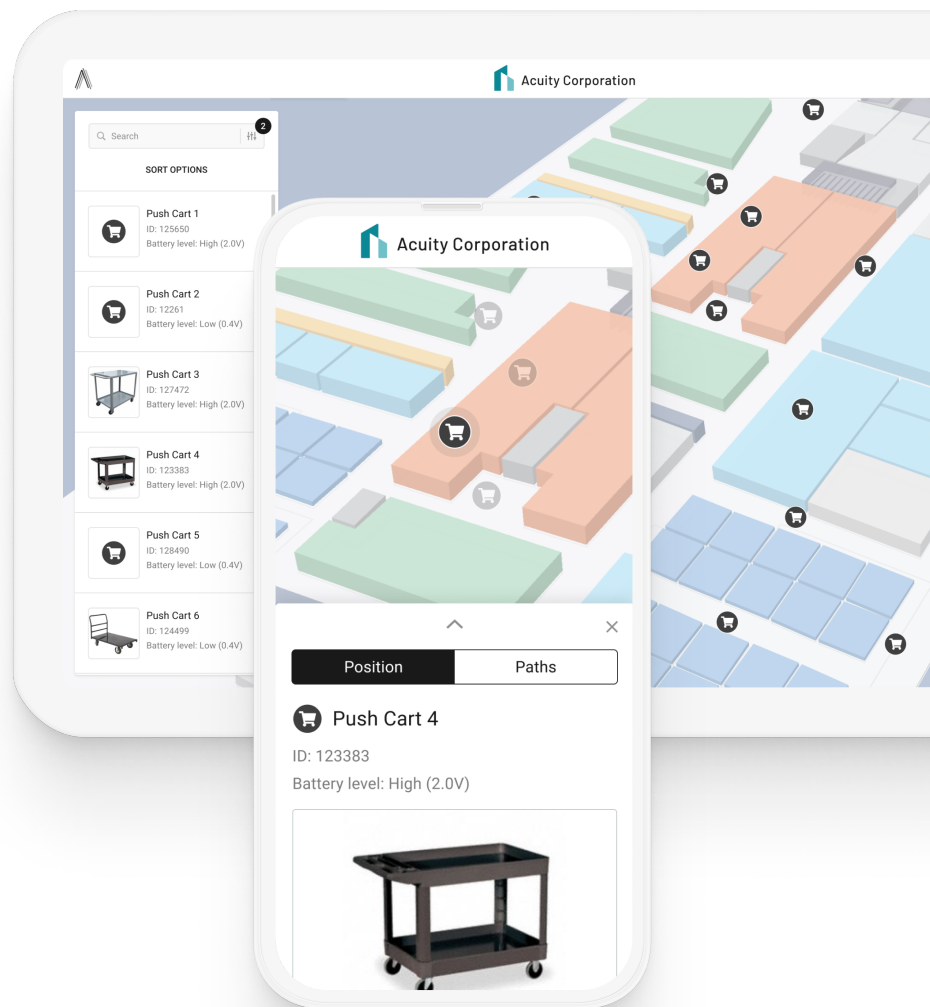 Acuity Corporation
Search
2
SORT OPTIONS
Push Cart 1
ID: 125650
Battery level: High (2.0V)
Push Cart 2
ID: 12261
Battery level: Low (0.4V)
Push Cart 3
ID: 127472
Battery level: High (2.0V)
Push Cart 4
ID: 123383
Battery level: High (2.0V)
Push Cart 5
ID: 128490
Battery level: Low (0.4V)
Push Cart 6
ID: 124499
Battery level: Low (0.4V)
Acuity Corporation
Position
Paths
Push Cart 4
ID: 123383
Battery level: High (2.0V)